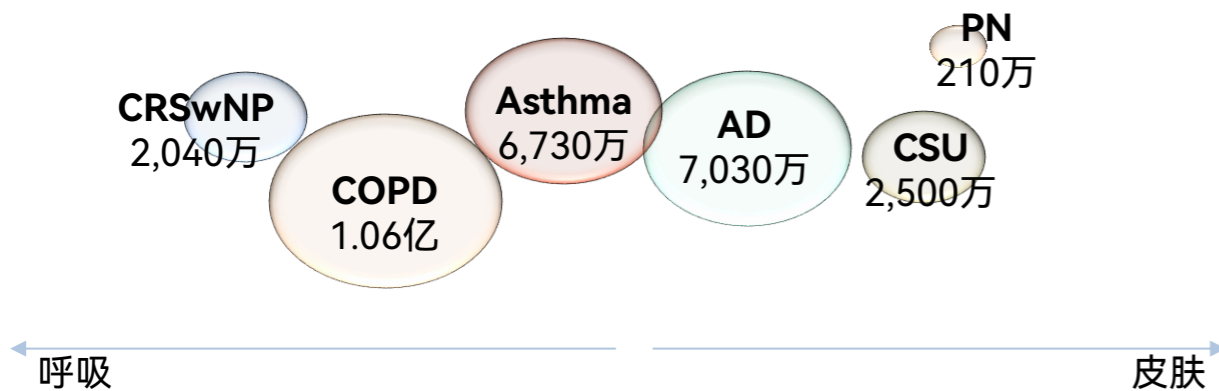 CRSwNP
2,040万
COPD
1.06亿
Asthma
6,730万
AD
7,030万
CSU
2,500万
PN
210万
呼吸
皮肤